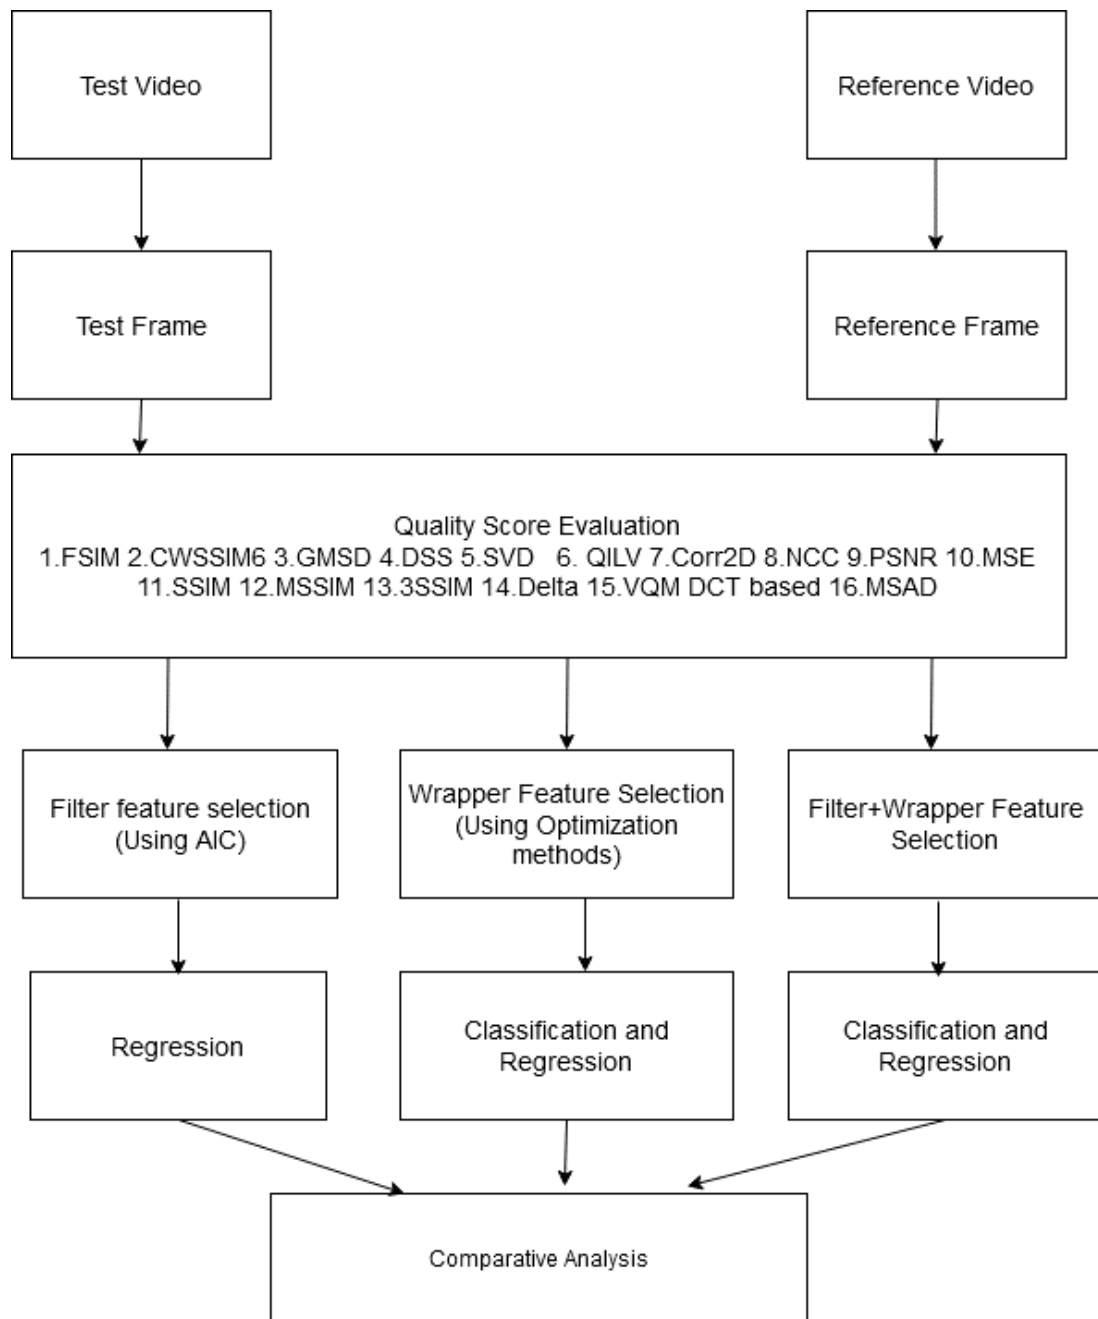 Test Video
Reference Video
Test Frame
Reference Frame
Quality Score Evaluation
1.FSIM 2.CWSSIM6 3.GMSD 4.DSS 5.SVD 6. QILV 7.Corr2D 8.NCC 9.PSNR 10.MSE
11.SSIM 12.MSSIM 13.3SSIM 14.Delta 15.VQM DCT based 16.MSAD
Filter feature selection
(Using AIC)
Wrapper Feature Selection
(Using Optimization
methods)
Filter+Wrapper Feature
Selection
Regression
Classification and
Regression
Classification and
Regression
Comparative Analysis